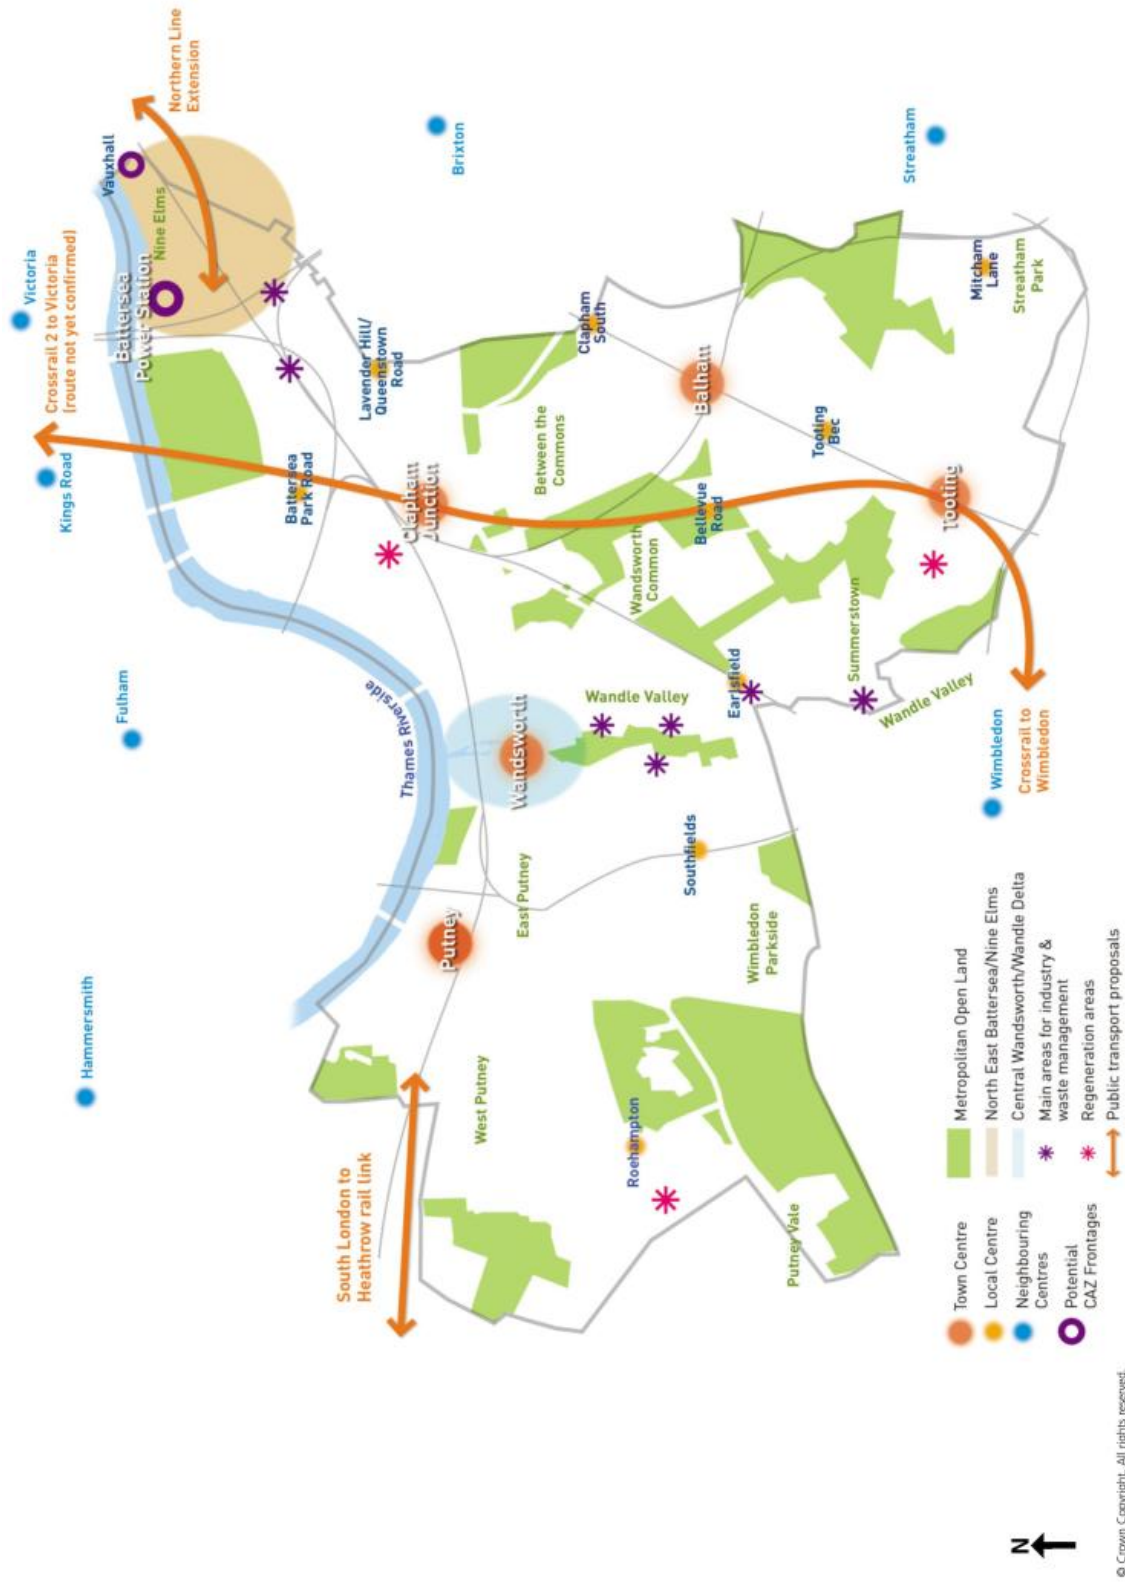 Hammersmith
Fulham
Kings Road
Victoria
Crossrail 2 to Victoria
(route not yet confirmed)
Vauxhall
Northern Line
Extension
Battersea
Power Station
Nine Elms
Battersea
Park Road
Lavender Hill/
Queenstown
Road
Brixton
Thames Riverside
South London to
Heathrow rail link
Putney
Clapham
Junction
West Putney
East Putney
Wandsworth
Between the
Commons
Clapham
South
Roehampton
Wandle Valley
Wandsworth
Common
Southfields
Earlsfield
Bellevue
Road
Balham
Wimbledon
Parkside
Putney Vale
Summerstown
Tooting
Bec
Streatham
Wandle Valley
Tooting
Mitcham
Lane
Streatham
Park
Wimbledon
Crossrail to
Wimbledon
Town Centre
Local Centre
Neighbouring
Centres
Potential
CAZ Frontages
Metropolitan Open Land
North East Battersea/Nine Elms
Central Wandsworth/Wandle Delta
Main areas for industry &
waste management
Regeneration areas
Public transport proposals
N
© Crown Copyright. All rights reserved.